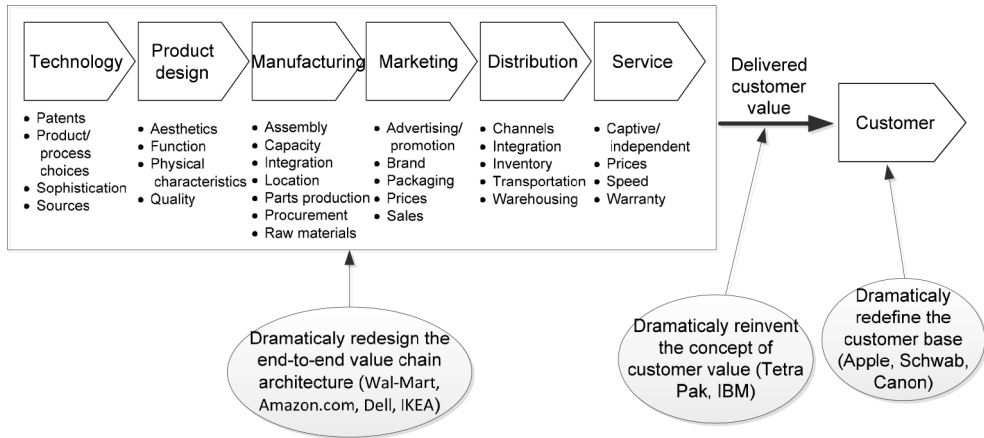 Technology
Product
design
Manufacturing
Marketing
Distribution
Service
• Patents
• Product/
process
choices
• Sophistication
• Sources
• Aesthetics
• Function
• Physical
characteristics
• Quality
• Assembly
• Capacity
• Integration
• Location
• Parts production
• Procurement
• Raw materials
• Advertising/
promotion
• Brand
• Packaging
• Prices
• Sales
• Channels
• Integration
• Inventory
• Transportation
• Warehousing
• Captive/
independent
• Prices
• Speed
• Warranty
Delivered
customer
value
Customer
Dramaticaly redesign the
end-to-end value chain
architecture (Wal-Mart,
Amazon.com, Dell, IKEA)
Dramaticaly reinvent
the concept of
customer value (Tetra
Pak, IBM)
Dramaticaly
redefine the
customer base
(Apple, Schwab,
Canon)